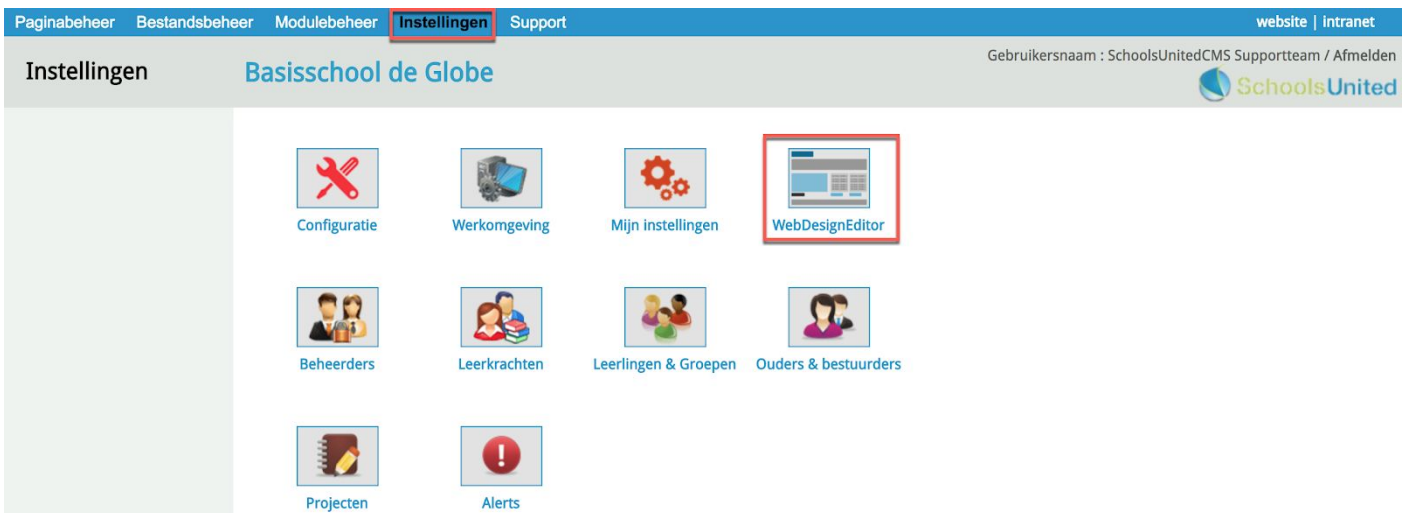 Paginabeheer Bestandsbeheer Modulebeheer Instellingen Support website | intranet
Gebruikersnaam : SchoolsUnitedCMS Supportteam / Afmelden
Instellingen Basisschool de Globe
SchoolsUnited
Configuratie Werkomgeving Mijn instellingen WebDesignEditor
Beheerders Leerkrachten Leerlingen & Groepen Ouders & bestuurders
Projecten Alerts